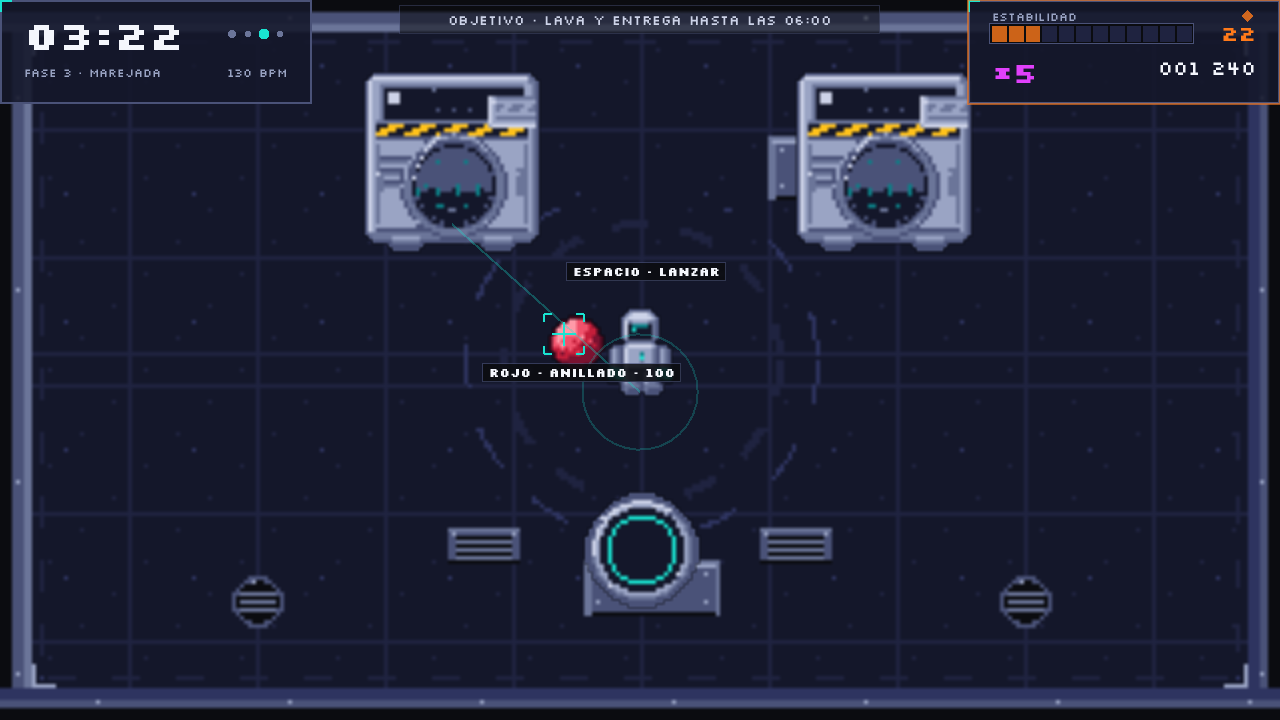 03:22
FASE 3 · MAREJADA
130 BPM
OBJETIVO · LAVA Y ENTREGA HASTA LAS 06:00
ESTABILIDAD
22
x5
001 240
ESPACIO · LANZAR
ROJO · ANILLADO · 100